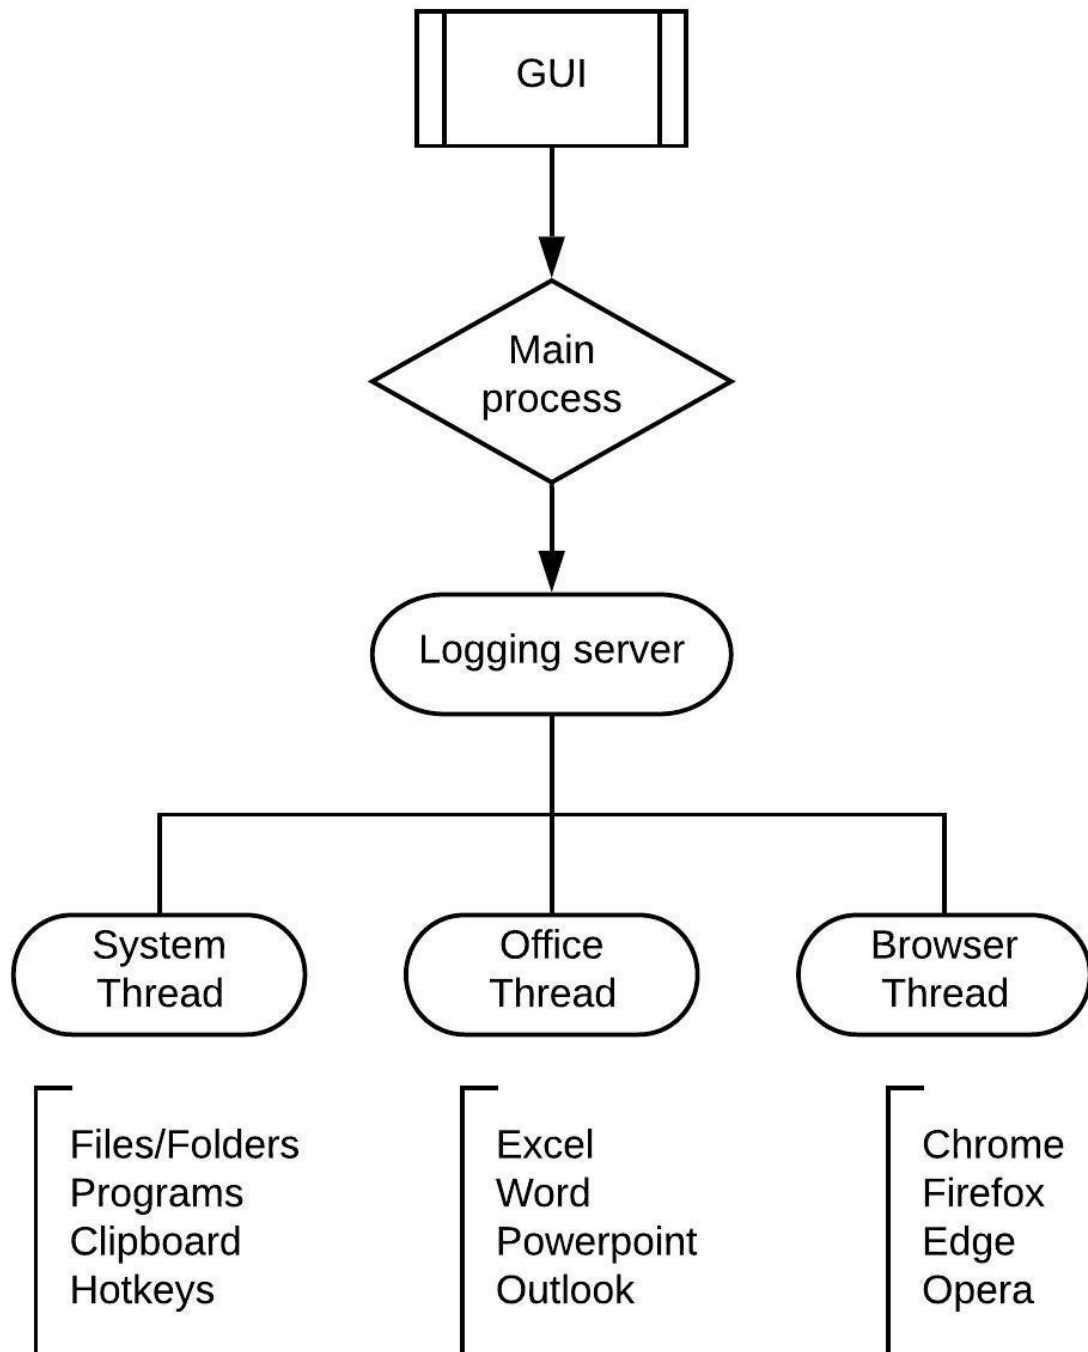 GUI
Main
process
Logging server
System
Thread
Office
Thread
Browser
Thread
Files/Folders
Programs
Clipboard
Hotkeys
Excel
Word
Powerpoint
Outlook
Chrome
Firefox
Edge
Opera